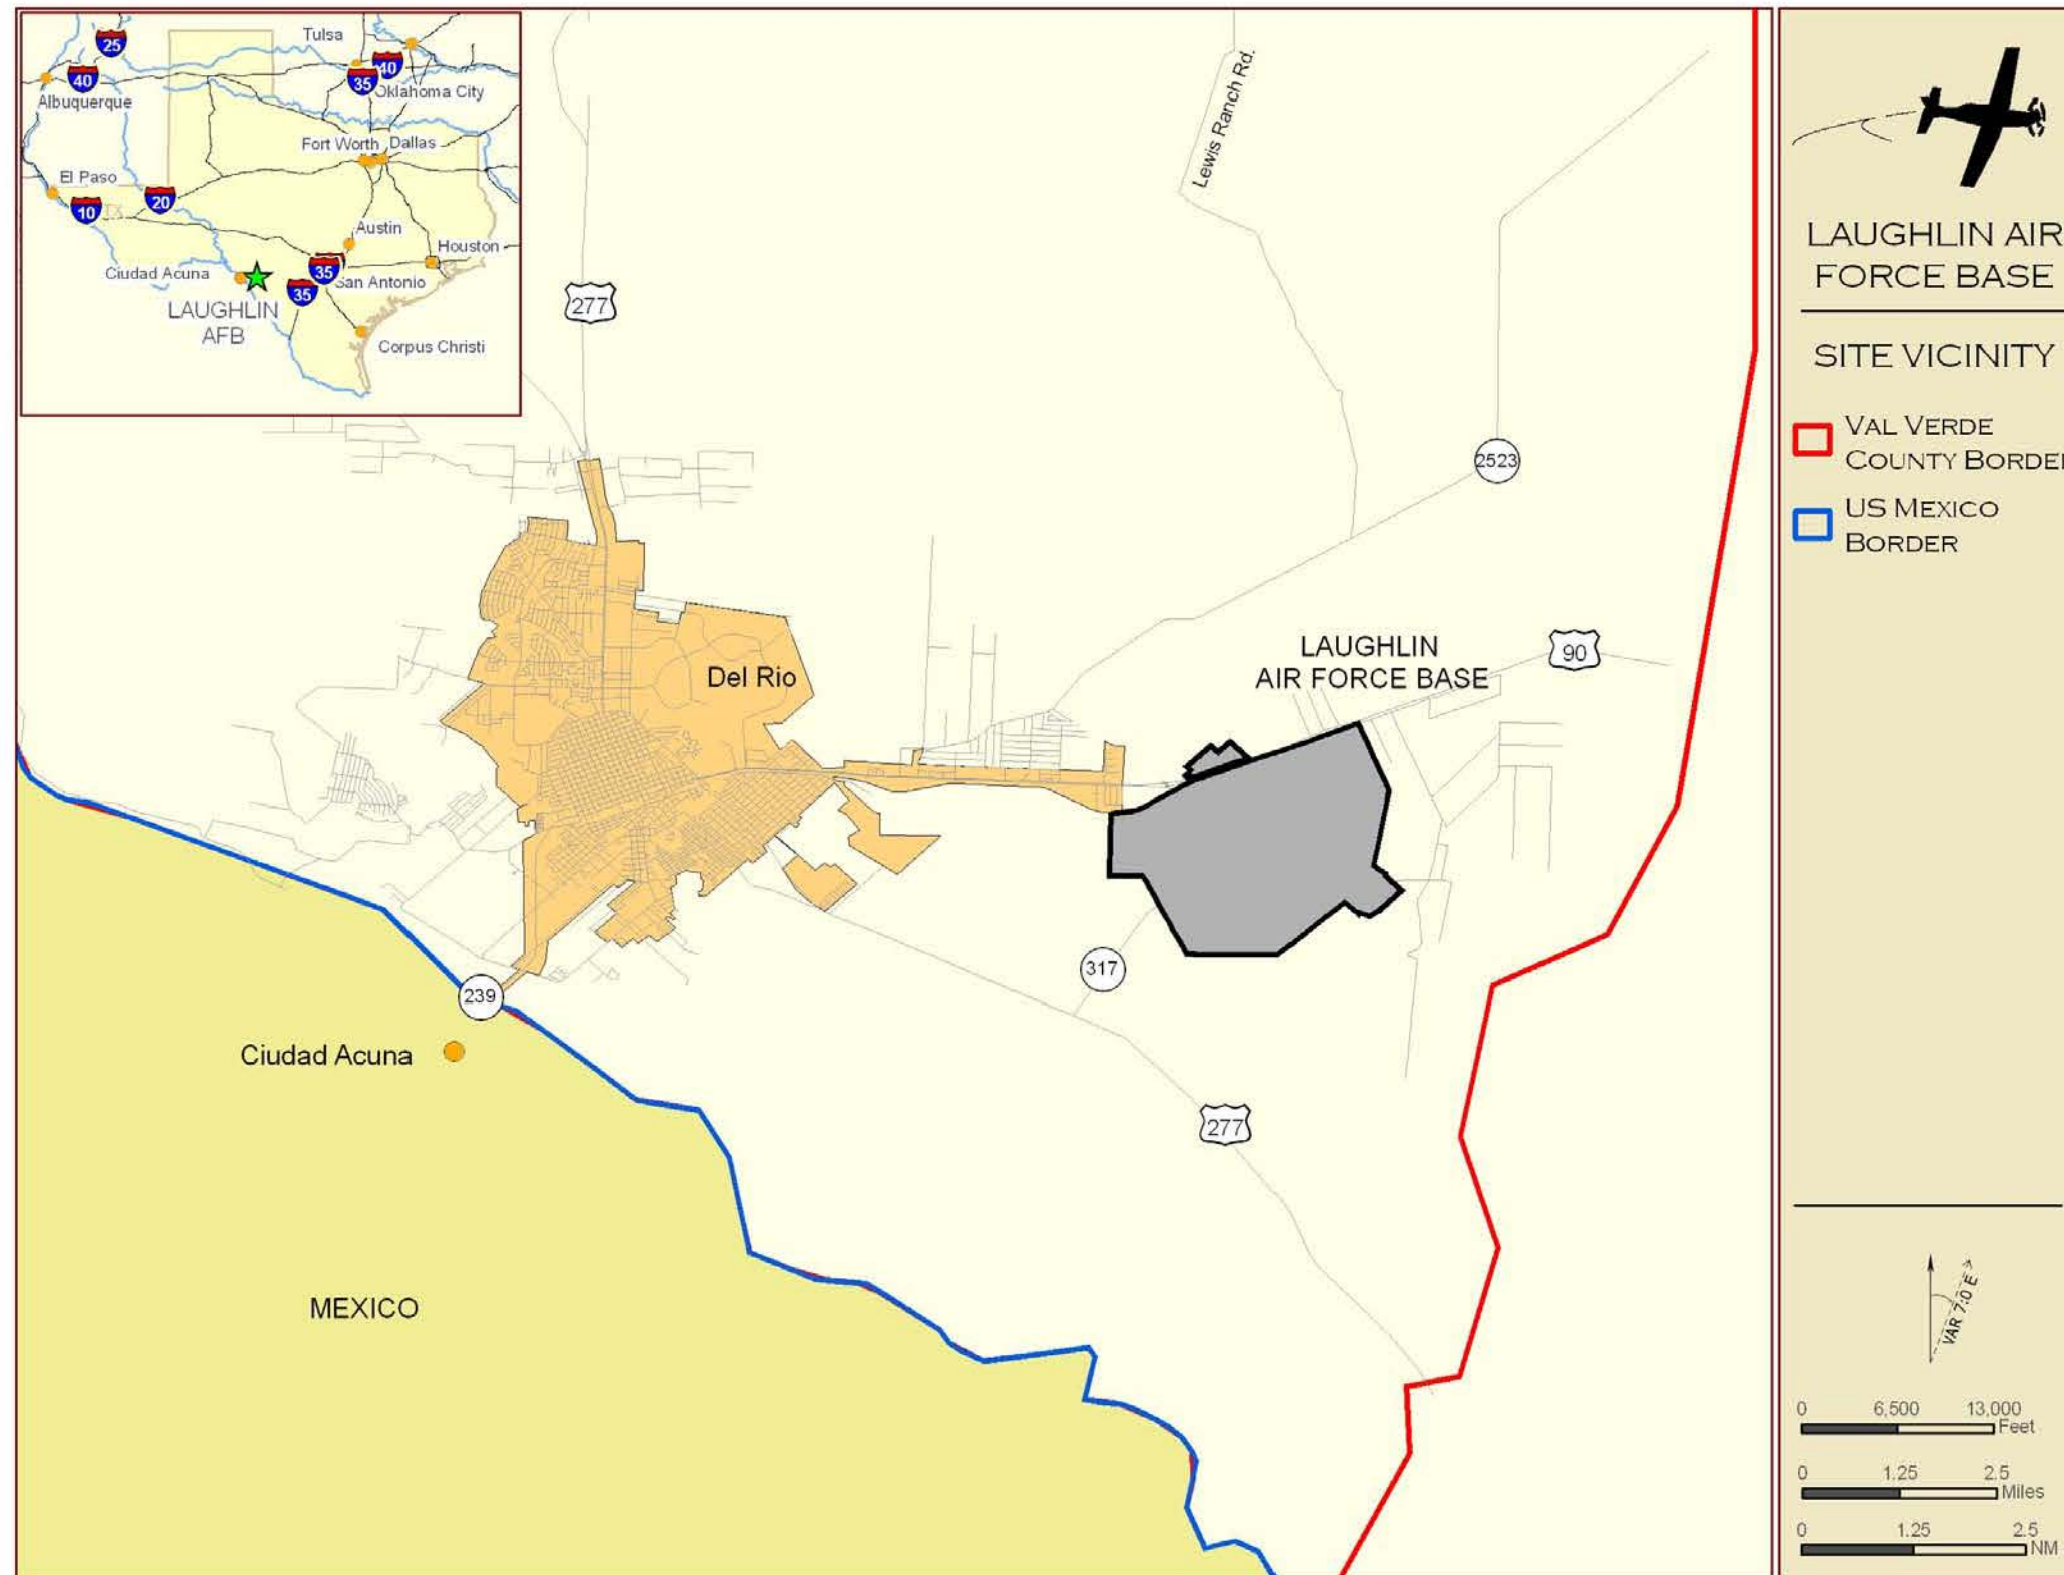 25
40
Albuquerque
Tulsa
40
35
Oklahoma City
Fort Worth
Dallas
El Paso
10
TX
20
Austin
Houston
Ciudad Acuna
35
35
San Antonio
LAUGHLIN
AFB
Corpus Christi
277
Lewis Ranch Rd.
2523
Del Rio
LAUGHLIN
AIR FORCE BASE
90
317
239
Ciudad Acuna
277
MEXICO
LAUGHLIN AIR
FORCE BASE
SITE VICINITY
VAL VERDE
COUNTY BORDER
US MEXICO
BORDER
VAR 7.0 E
0 6,500 13,000
Feet
0 1.25 2.5
Miles
0 1.25 2.5
NM